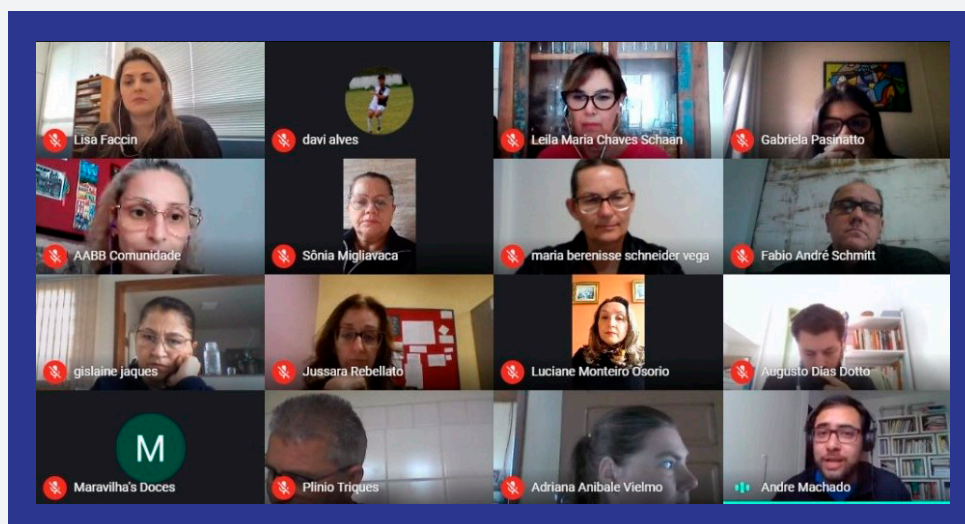 Lisa Faccin
davi alves
Leila Maria Chaves Schaan
Gabriela Pasinatto
AABB Comunidade
Sônia Migliavaca
maria berenisse schneider vega
Fabio André Schmitt
gislaine jaques
Jussara Rebellato
Luciane Monteiro Osorio
Augusto Dias Dotto
M
Maravilha's Doces
Plinio Triques
Adriana Anibale Vielmo
Andre Machado